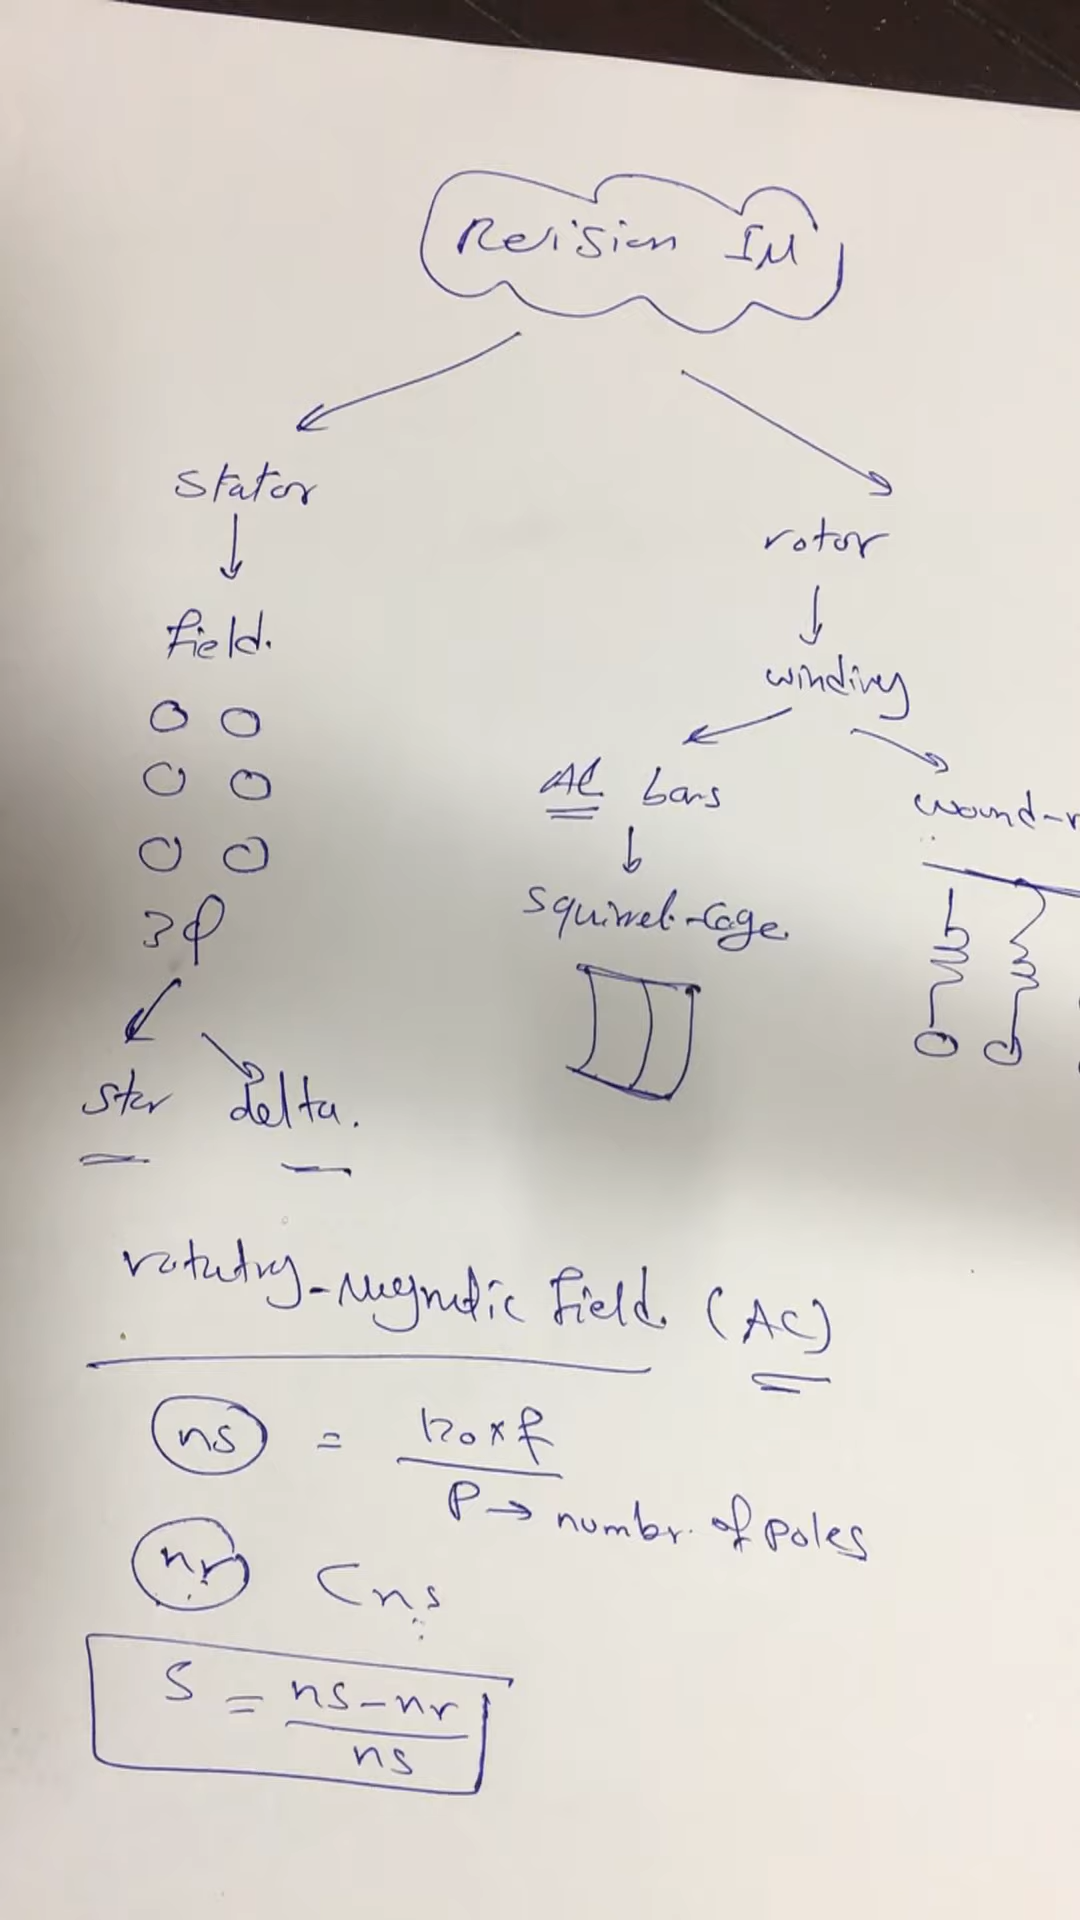 Revision IM
stator
rotor
field.
winding
Al bars
wound-r
squirrel-cage
3φ
star delta.
rotating-magnetic field. (AC)
ns = 120 × f
P → number of poles
nr < ns
S = ns - nr
ns